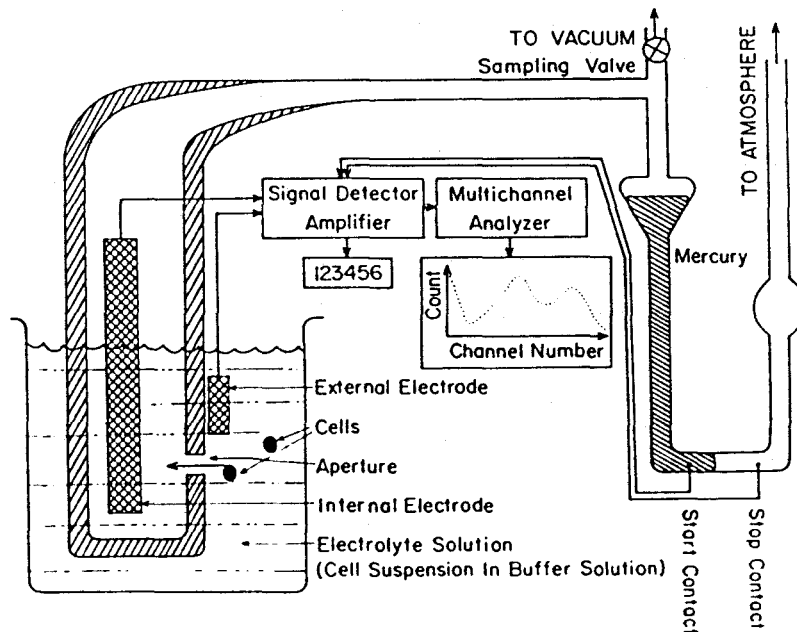 TO VACUUM
Sampling Valve
TO ATMOSPHERE
Signal Detector
Amplifier
Multichannel
Analyzer
123456
Mercury
Count
Channel Number
External Electrode
Cells
Aperture
Internal Electrode
Electrolyte Solution
(Cell Suspension In Buffer Solution)
Start Contact
Stop Contact